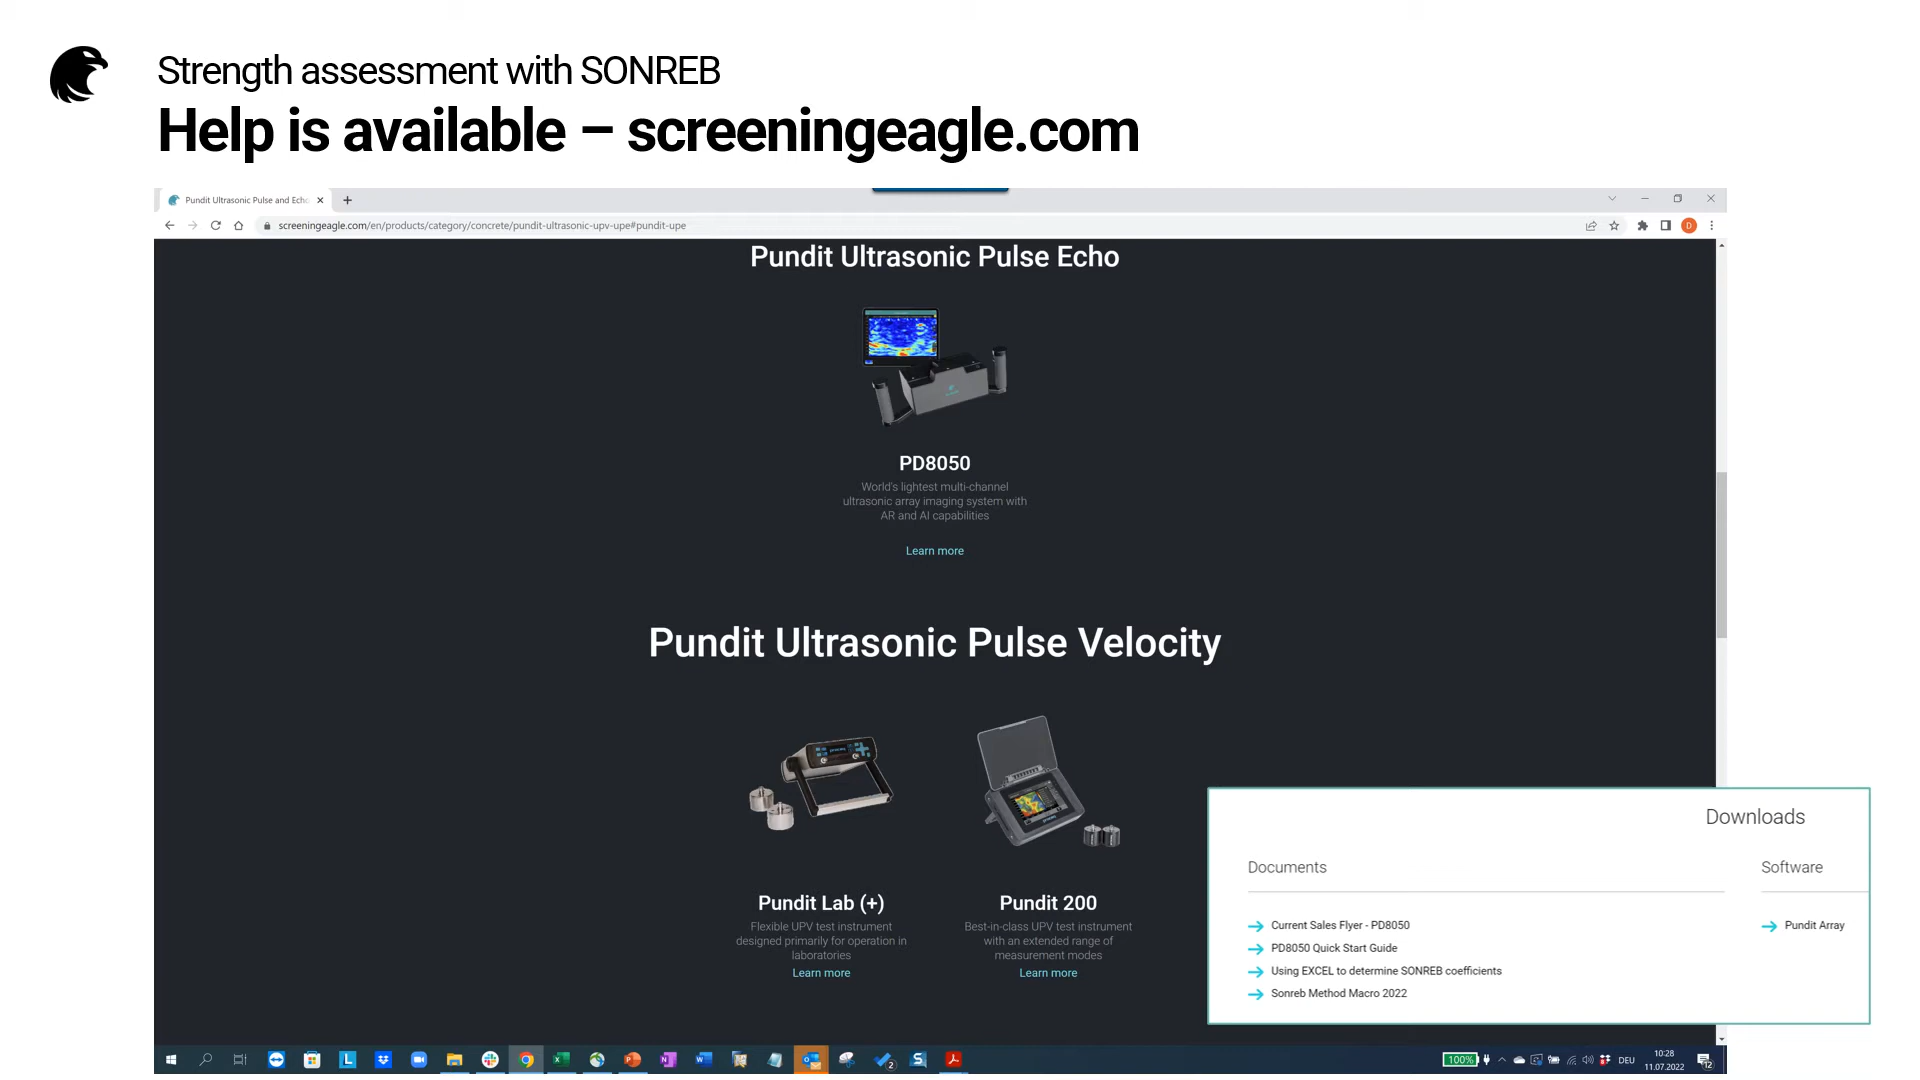 Strength assessment with SONREB
Help is available – screeningeagle.com
Pundit Ultrasonic Pulse and Echo
screeningeagle.com/en/products/category/concrete/pundit-ultrasonic-upv-upe#pundit-upe
D
Pundit Ultrasonic Pulse Echo
PD8050
World's lightest multi-channel
ultrasonic array imaging system with
AR and AI capabilities
Learn more
Pundit Ultrasonic Pulse Velocity
Pundit Lab (+)
Flexible UPV test instrument
designed primarily for operation in
laboratories
Learn more
Pundit 200
Best-in-class UPV test instrument
with an extended range of
measurement modes
Learn more
Downloads
Documents
Current Sales Flyer - PD8050
PD8050 Quick Start Guide
Using EXCEL to determine SONREB coefficients
Sonreb Method Macro 2022
Software
Pundit Array
100%
DEU
10:28
11.07.2022
12